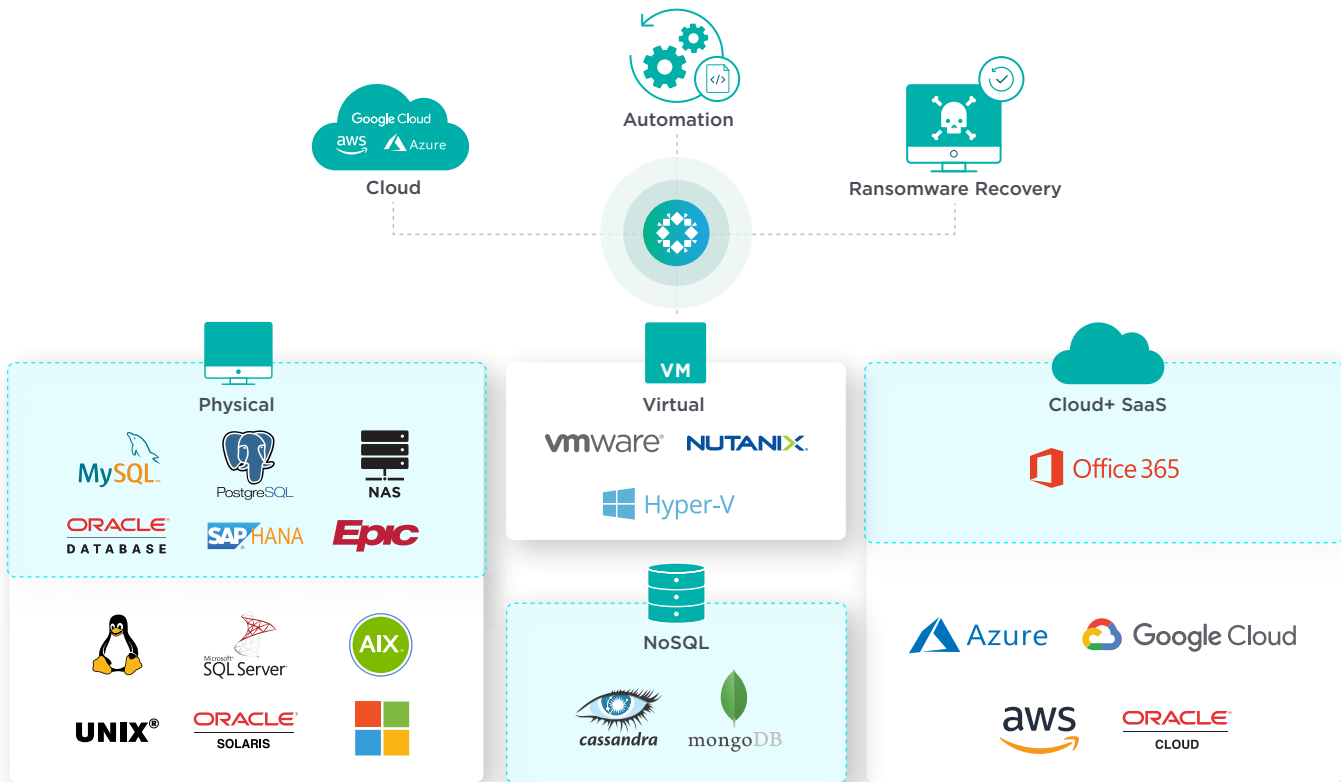 Automation
</>
Google Cloud
aws Azure
Cloud
Ransomware Recovery
Physical
MySQL™
PostgreSQL
NAS
ORACLE®
DATABASE
SAP® HANA
Epic
Microsoft®
SQL Server®
AIX®
UNIX®
ORACLE®
SOLARIS
VM
Virtual
vmware®
NUTANIX®
Hyper-V
NoSQL
cassandra
mongoDB
Cloud+ SaaS
Office 365
Azure
Google Cloud
aws
ORACLE®
CLOUD